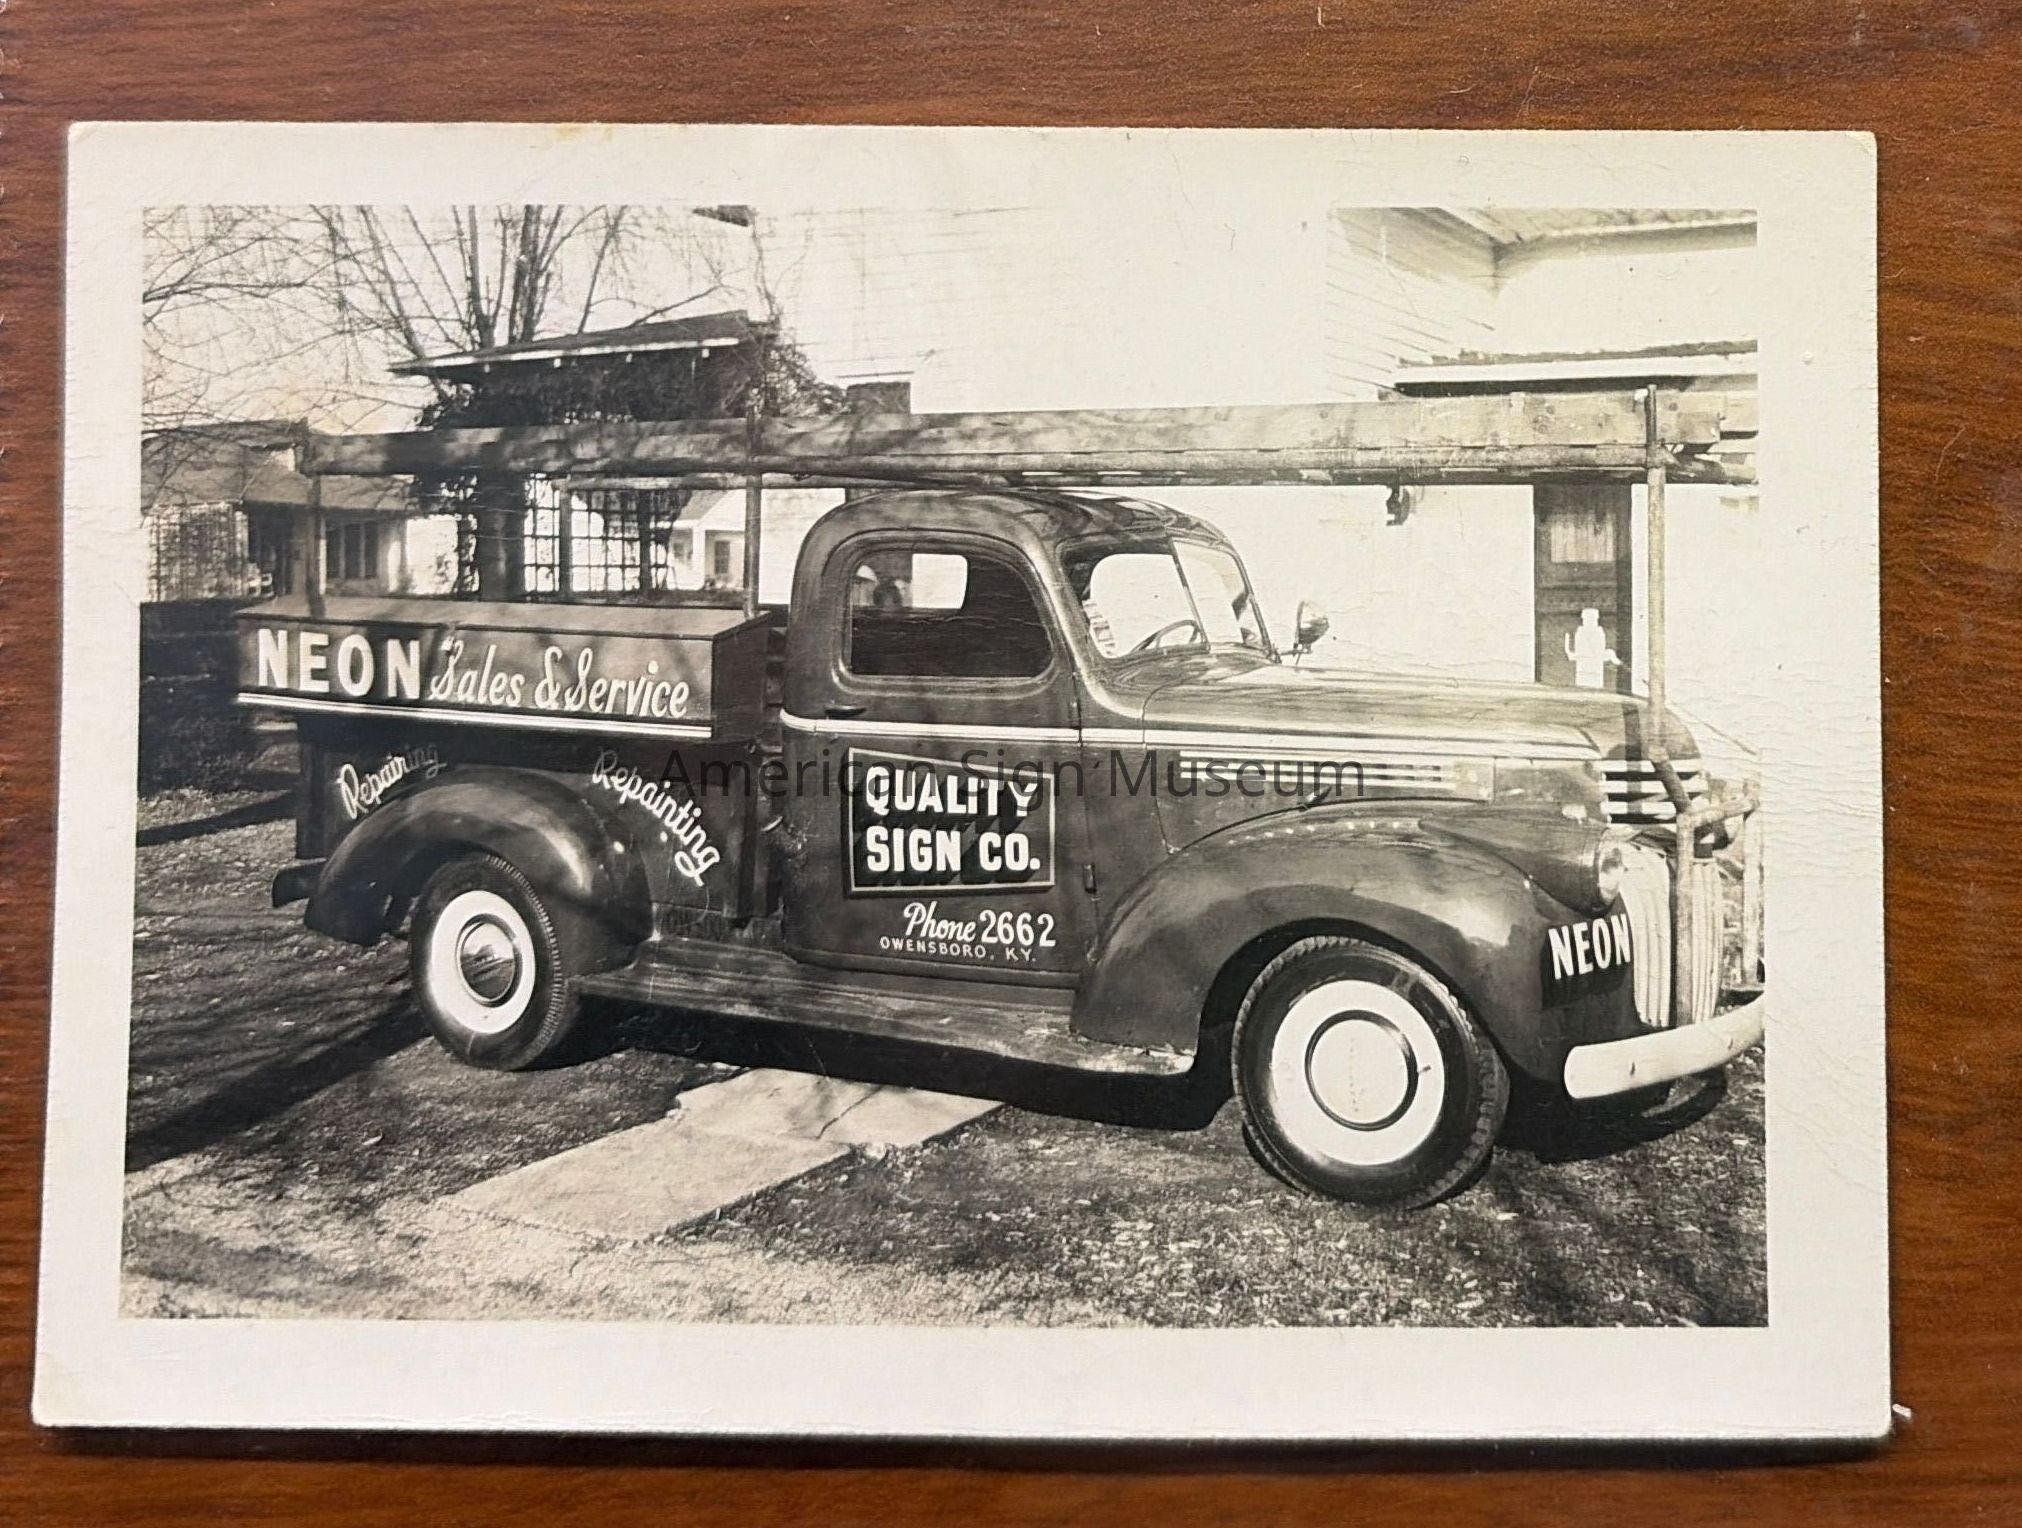 NEON Sales & Service
Repairing
Repainting
QUALITY
SIGN CO.
Phone 2662
OWENSBORO, KY.
NEON
American Sign Museum